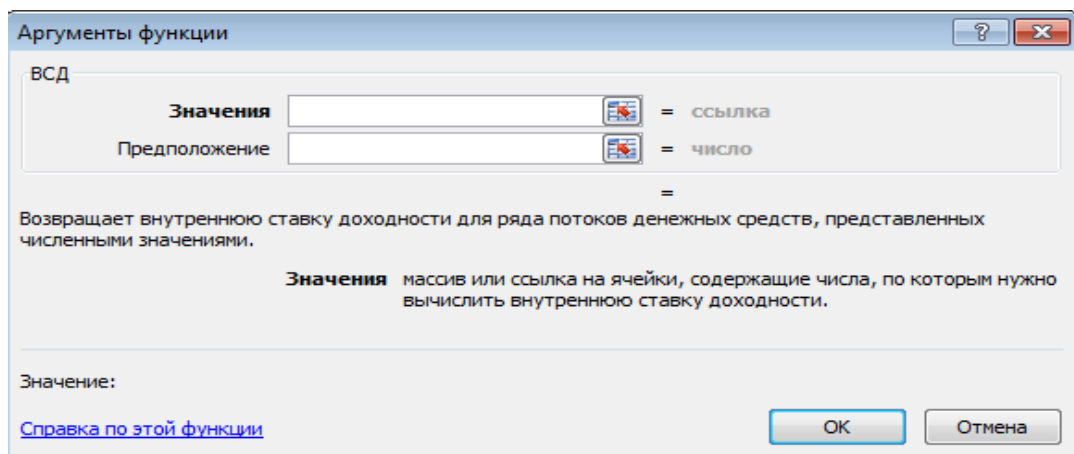 Аргументы функции
ВСД
Значения = ссылка
Предположение = число
=
Возвращает внутреннюю ставку доходности для ряда потоков денежных средств, представленных
численными значениями.
Значения массив или ссылка на ячейки, содержащие числа, по которым нужно
вычислить внутреннюю ставку доходности.
Значение:
Справка по этой функции
ОК Отмена